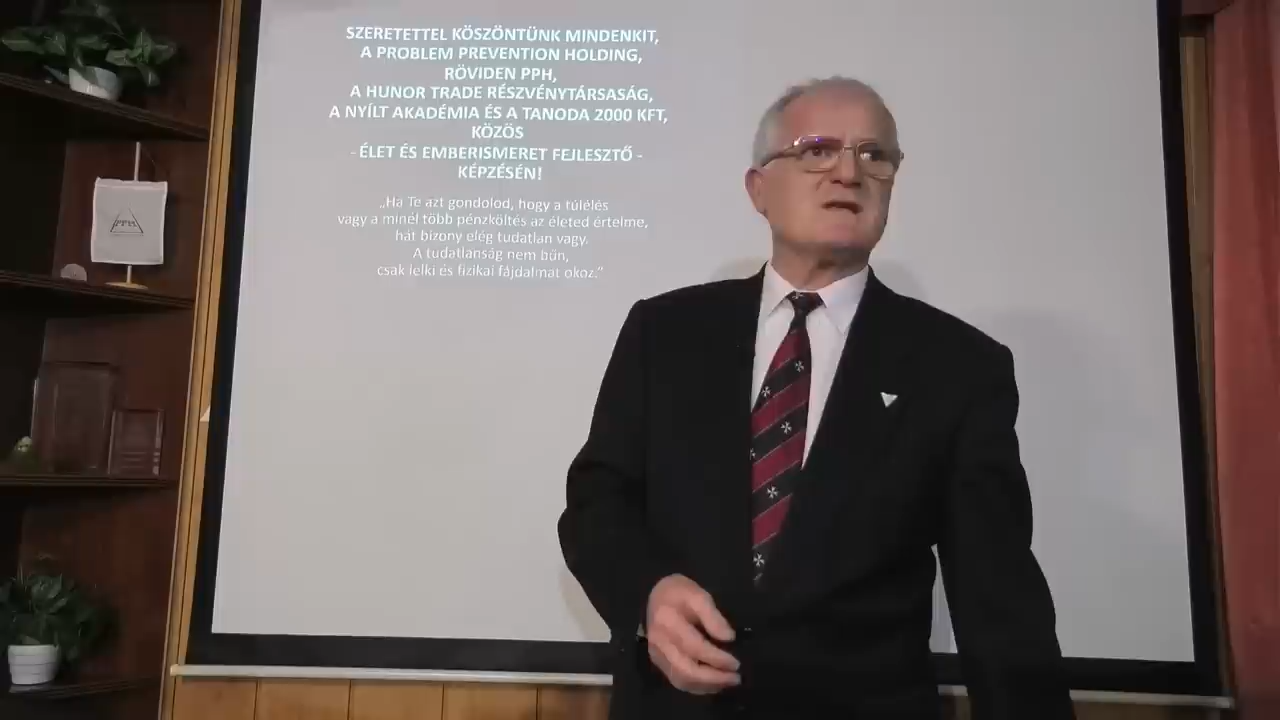 SZERETETTEL KÖSZÖNTÜNK MINDENKIT,
A PROBLEM PREVENTION HOLDING,
RÖVIDEN PPH,
A HUNOR TRADE RÉSZVÉNYTÁRSASÁG,
A NYÍLT AKADÉMIA ÉS A TANODA 2000 KFT,
KÖZÖS
- ÉLET ÉS EMBERISMERET FEJLESZTŐ -
KÉPZÉSÉN!
„Ha Te azt gondolod, hogy a túlélés
vagy a minél több pénzköltés az életed értelme,
hát bizony elég tudatlan vagy.
A tudatlanság nem bűn,
csak lelki és fizikai fájdalmat okoz.”
PPH